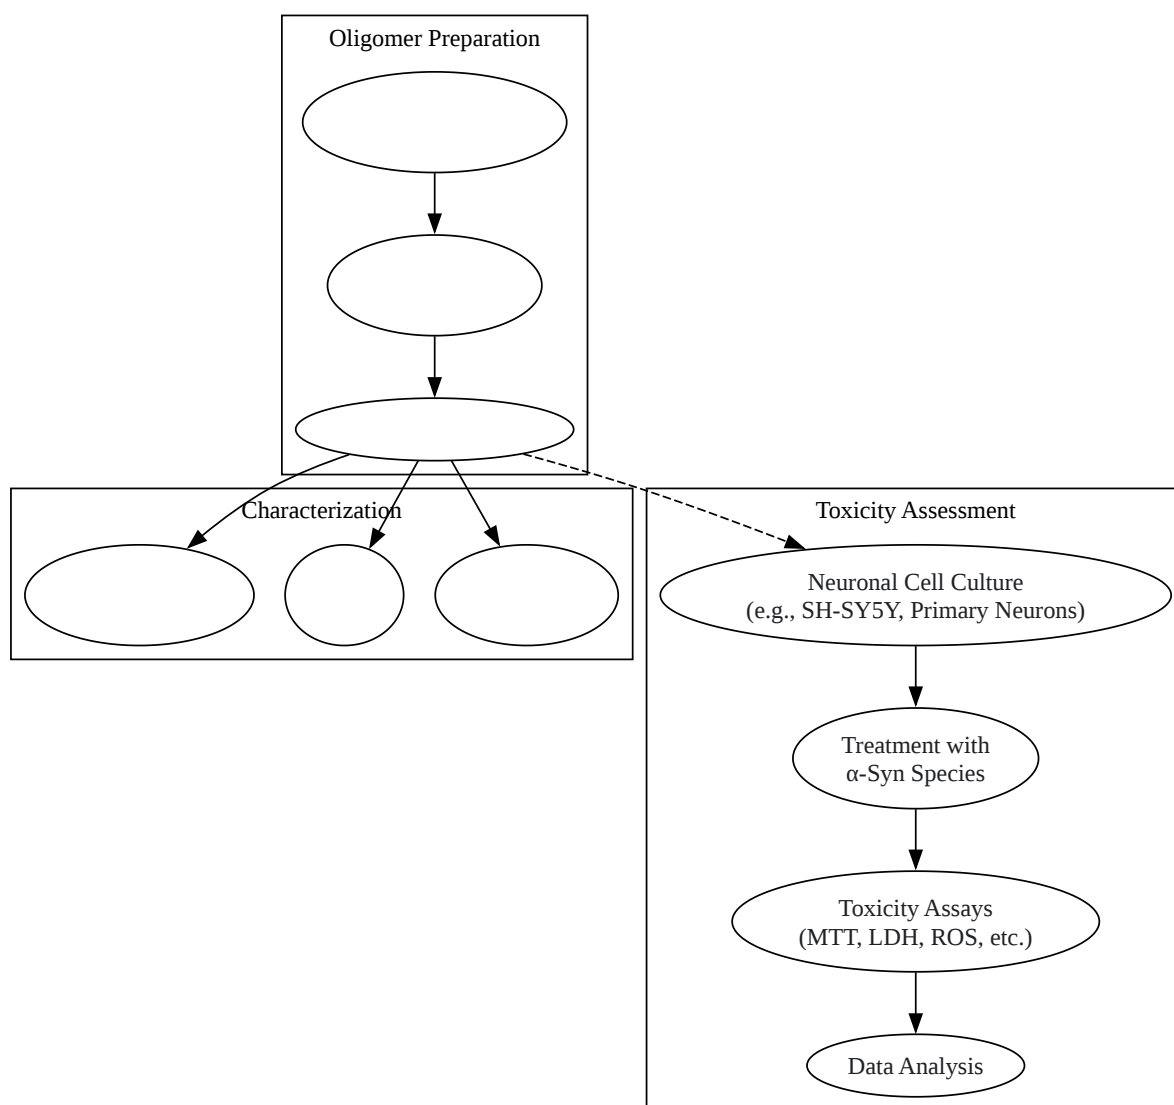 Oligomer Preparation
Characterization
Toxicity Assessment
Neuronal Cell Culture
(e.g., SH-SY5Y, Primary Neurons)
Treatment with
α-Syn Species
Toxicity Assays
(MTT, LDH, ROS, etc.)
Data Analysis